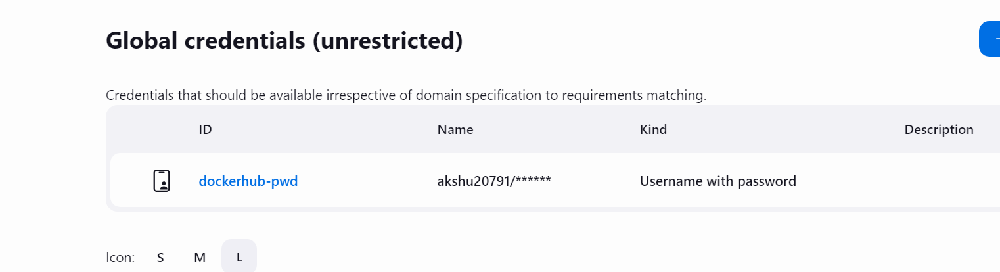 Global credentials (unrestricted)
Credentials that should be available irrespective of domain specification to requirements matching.
ID Name Kind Description
dockerhub-pwd akshu20791/****** Username with password
Icon: S M L